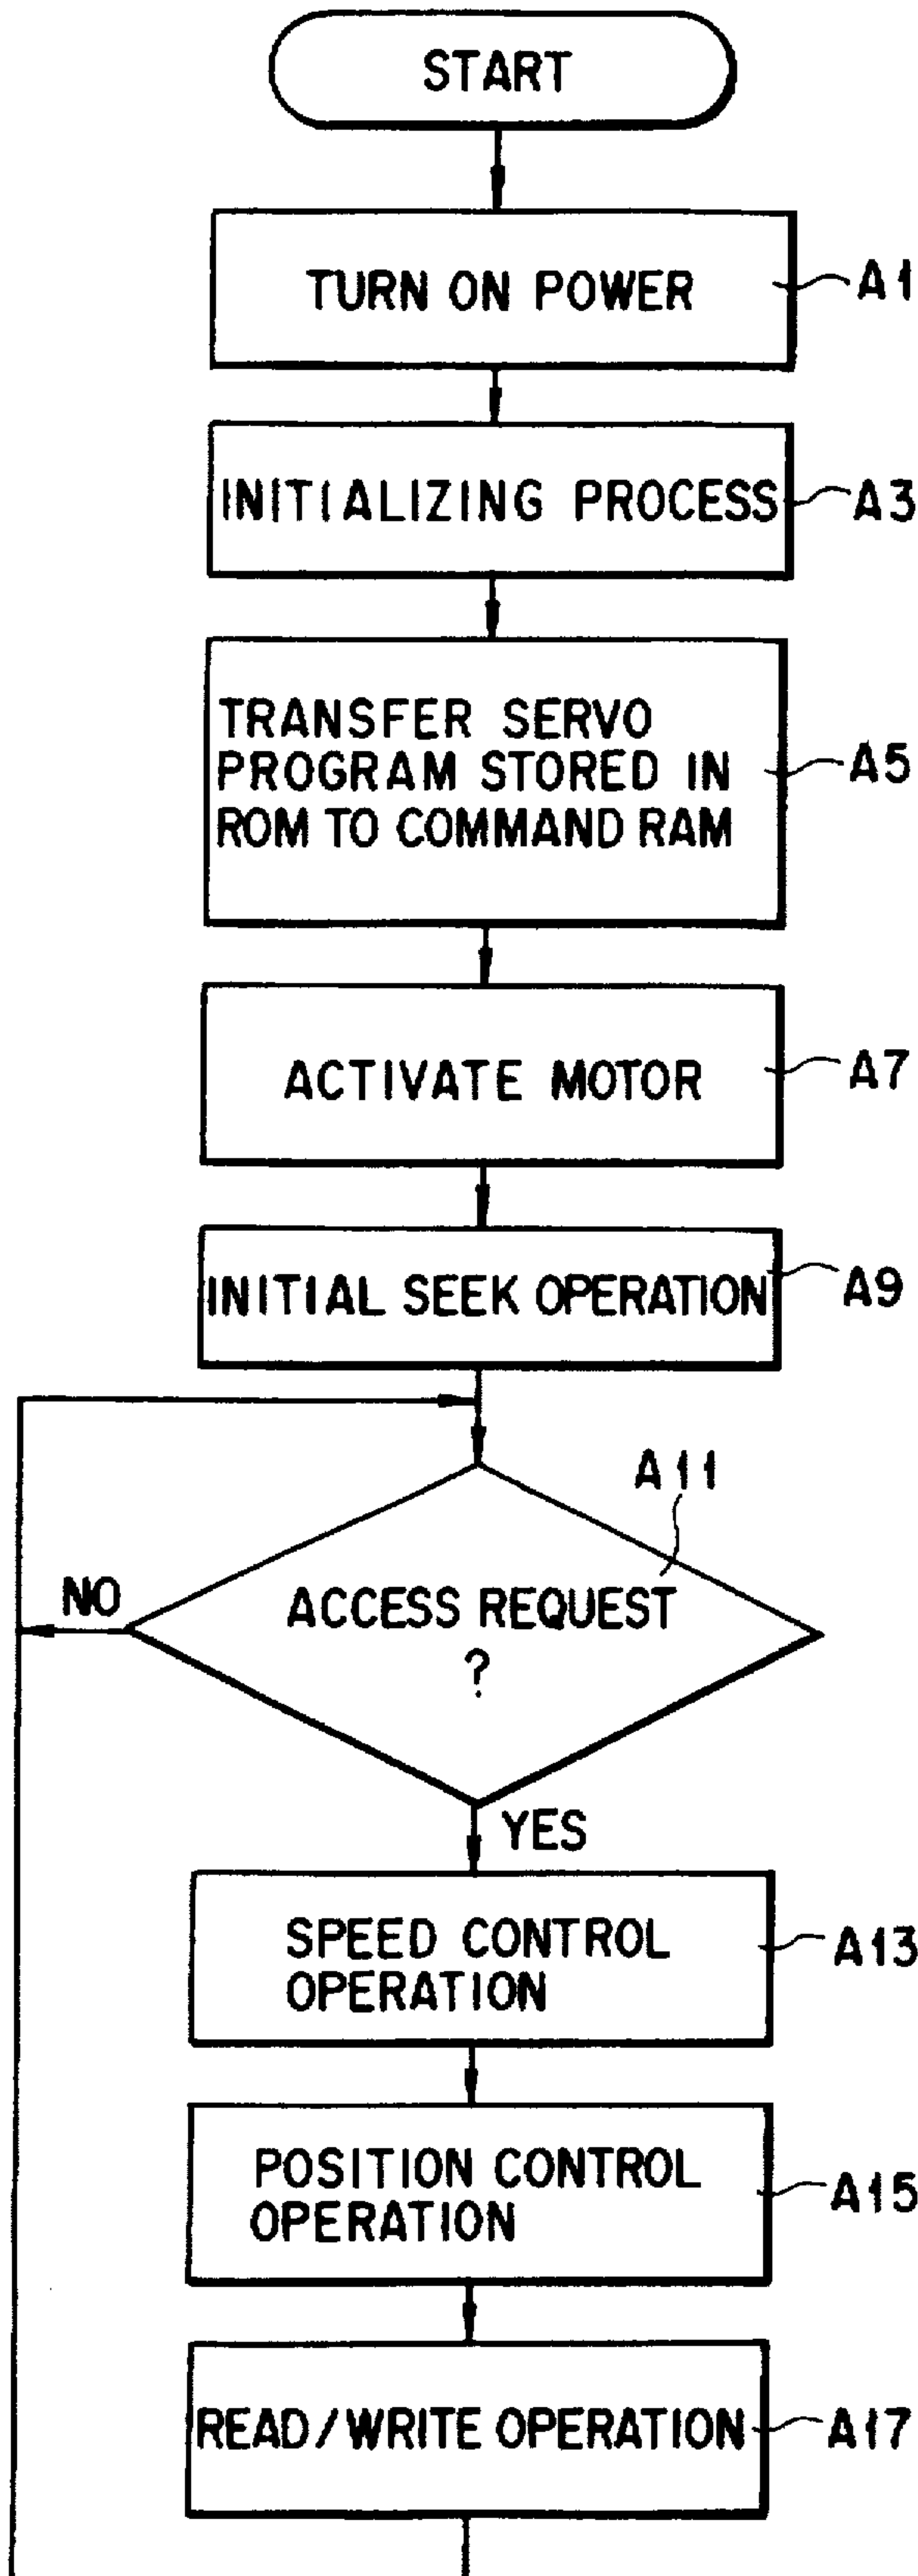 START
TURN ON POWER
A1
INITIALIZING PROCESS
A3
TRANSFER SERVO
PROGRAM STORED IN
ROM TO COMMAND RAM
A5
ACTIVATE MOTOR
A7
INITIAL SEEK OPERATION
A9
A11
NO
ACCESS REQUEST
?
YES
SPEED CONTROL
OPERATION
A13
POSITION CONTROL
OPERATION
A15
READ/WRITE OPERATION
A17